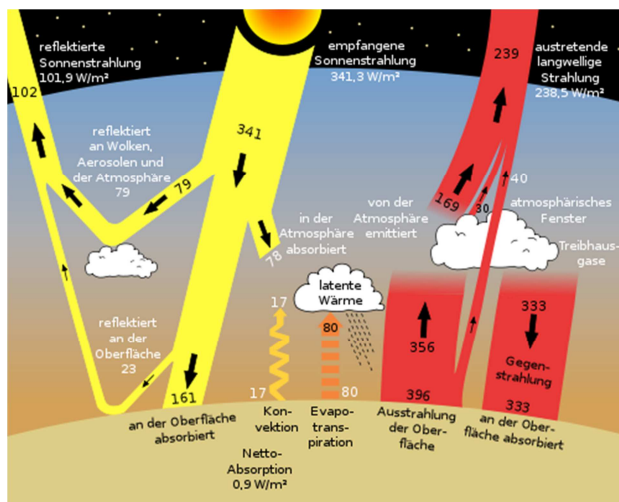 reflektierte
Sonnenstrahlung
101,9 W/m²
empfangene
Sonnenstrahlung
341,3 W/m²
239
austretende
langwellige
Strahlung
238,5 W/m²
102
reflektiert
an Wolken,
Aerosolen und
der Atmosphäre
79
79
341
in der
Atmosphäre
absorbiert
78
von der
Atmosphäre
emittiert
169
30
40
atmosphärisches
Fenster
Treibhaus-
gase
latente
Wärme
17
80
reflektiert
an der
Oberfläche
23
356
333
Gegen-
strahlung
161
17
80
396
333
an der Oberfläche
absorbiert
Kon-
vektion
Evapo-
trans-
piration
Ausstrahlung
der Ober-
fläche
an der Ober-
fläche absorbiert
Netto-
Absorption
0,9 W/m²